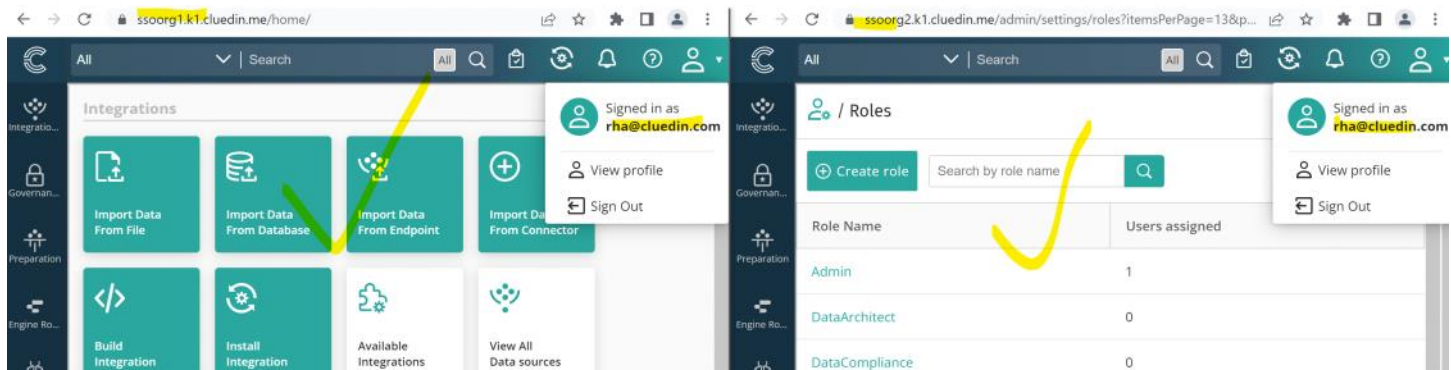 ssoorg1.k1.cluedin.me/home/
All
Search
All
Integratio...
Governan...
Preparation
Engine Ro...
Integrations
Import Data
From File
Import Data
From Database
Import Data
From Endpoint
Import Da
From Connector
Build
Integration
Install
Integration
Available
Integrations
View All
Data sources
Signed in as
rha@cluedin.com
View profile
Sign Out
ssoorg2.k1.cluedin.me/admin/settings/roles?itemsPerPage=13&p...
All
Search
All
Integratio...
Governan...
Preparation
Engine Ro...
/ Roles
Create role
Search by role name
Role Name
Users assigned
Admin
1
DataArchitect
0
DataCompliance
0
Signed in as
rha@cluedin.com
View profile
Sign Out